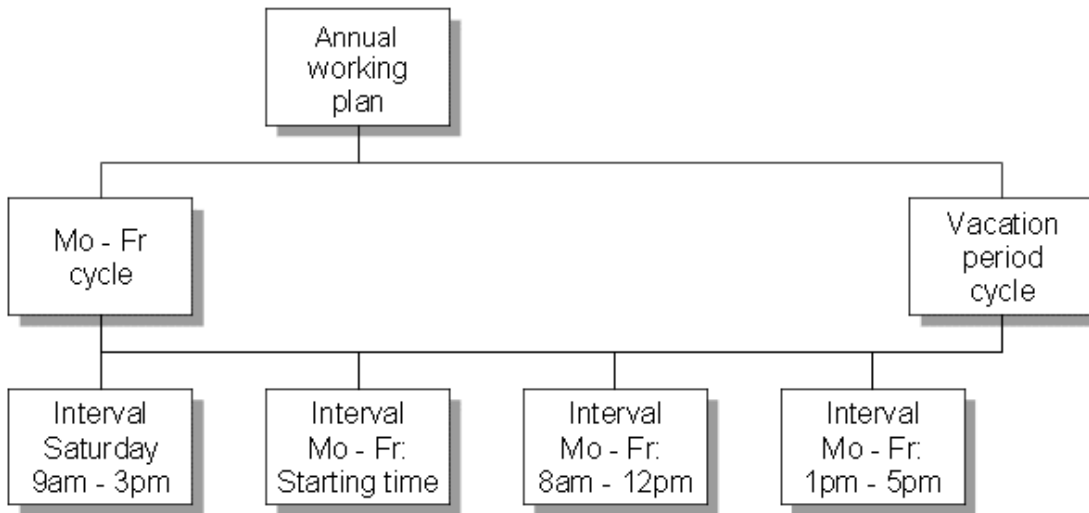 Annual
working
plan
Mo - Fr
cycle
Vacation
period
cycle
Interval
Saturday
9am - 3pm
Interval
Mo - Fr:
Starting time
Interval
Mo - Fr:
8am - 12pm
Interval
Mo - Fr:
1pm - 5pm